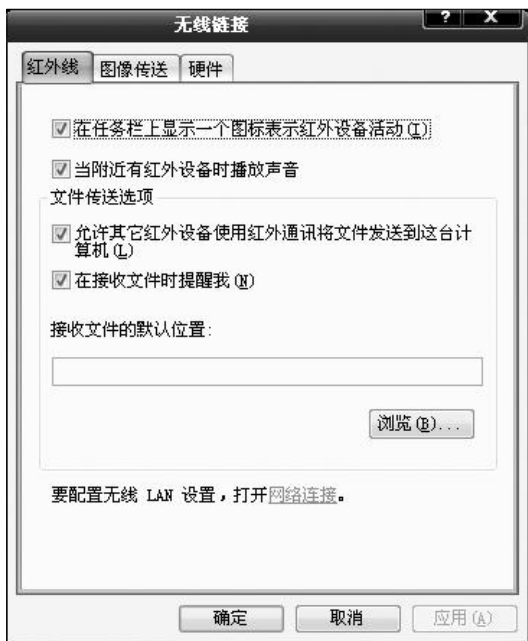 无线链接
? X
红外线 图像传送 硬件
在任务栏上显示一个图标表示红外设备活动(I)
当附近有红外设备时播放声音
文件传送选项
允许其它红外设备使用红外通讯将文件发送到这台计
算机(L)
在接收文件时提醒我(N)
接收文件的默认位置:
浏览(B)...
要配置无线 LAN 设置，打开网络连接。
确定 取消 应用(A)